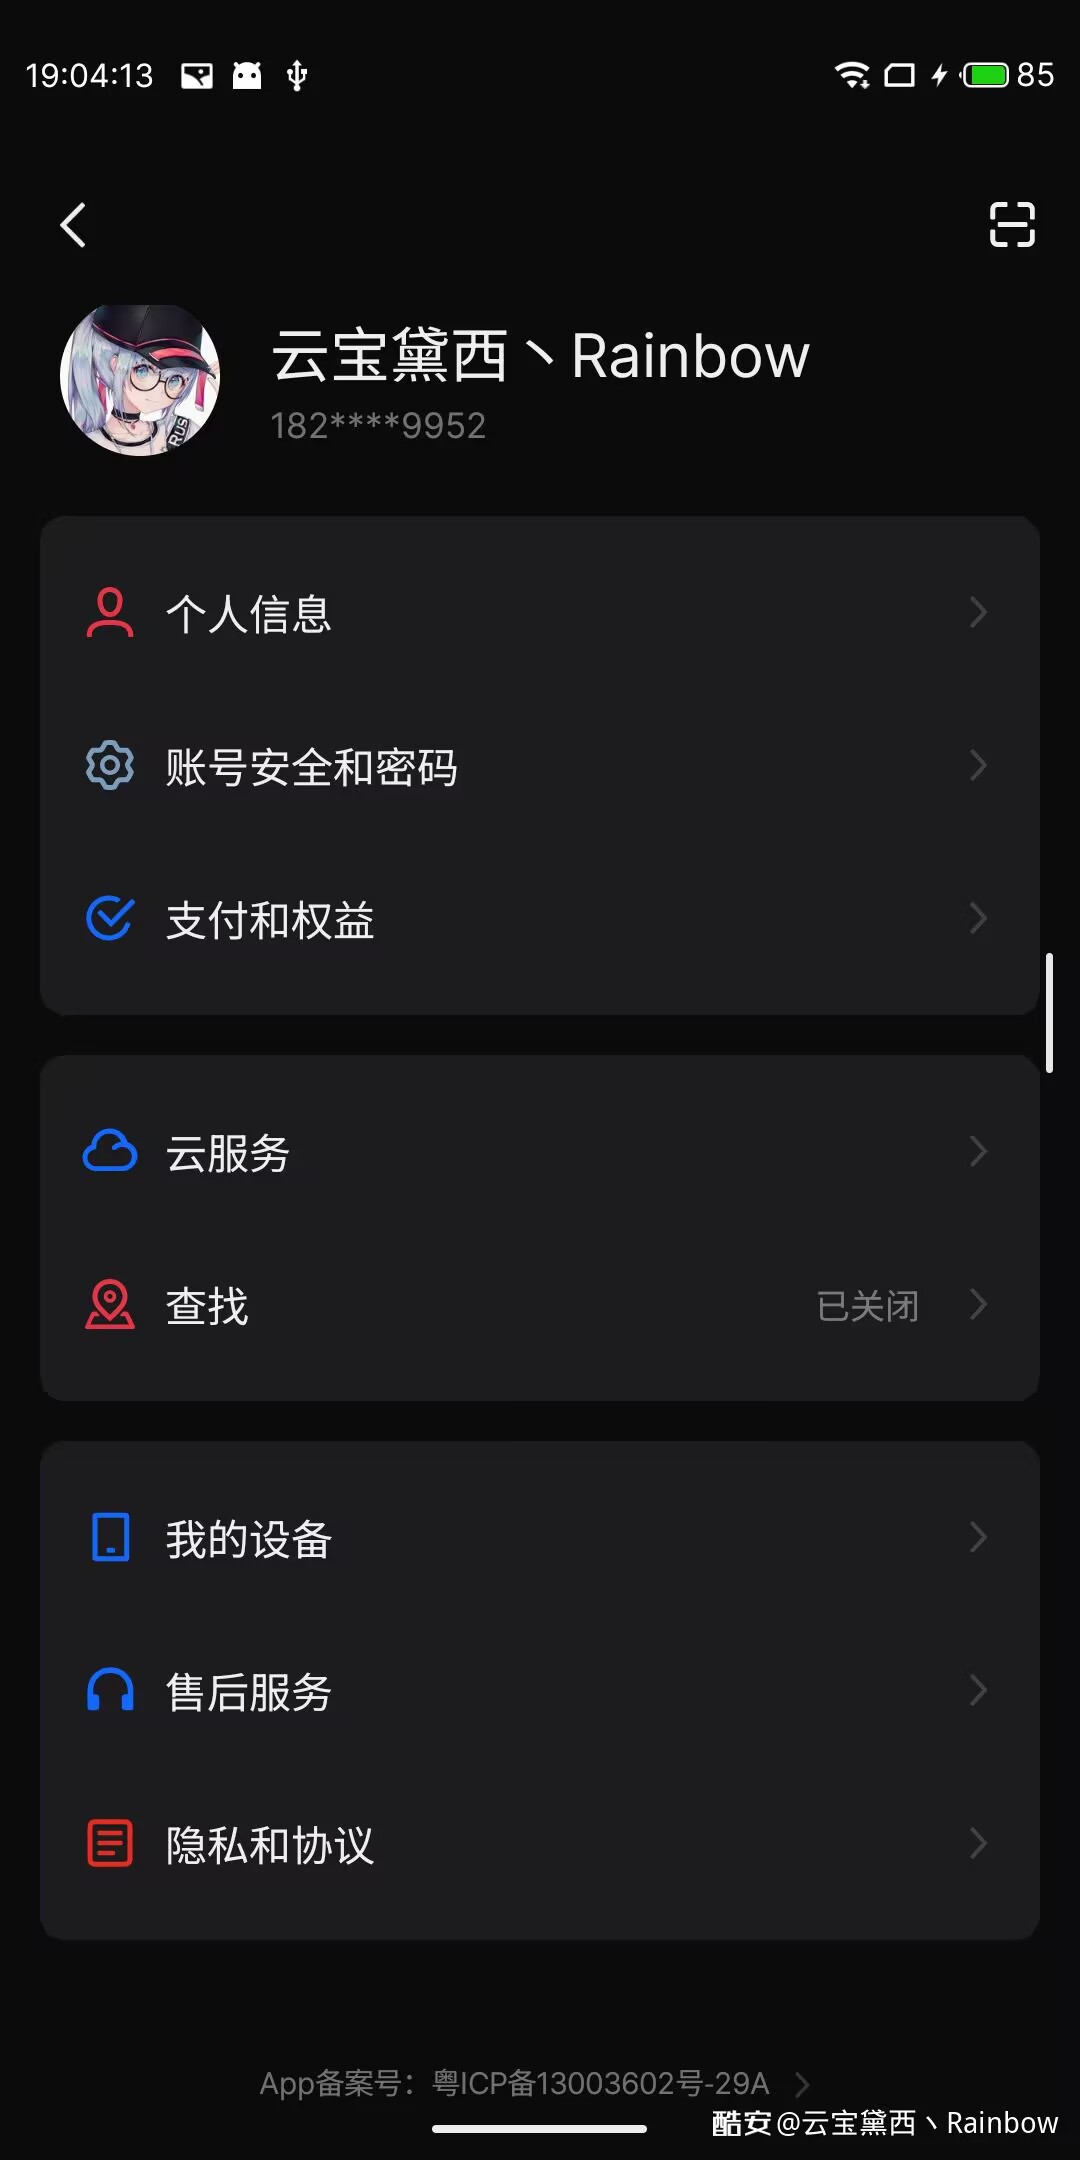 19:04:13
85
云宝黛西丶Rainbow
182****9952
个人信息
账号安全和密码
支付和权益
云服务
查找
已关闭
我的设备
售后服务
隐私和协议
App备案号：粤ICP备13003602号-29A
酷安@云宝黛西丶Rainbow